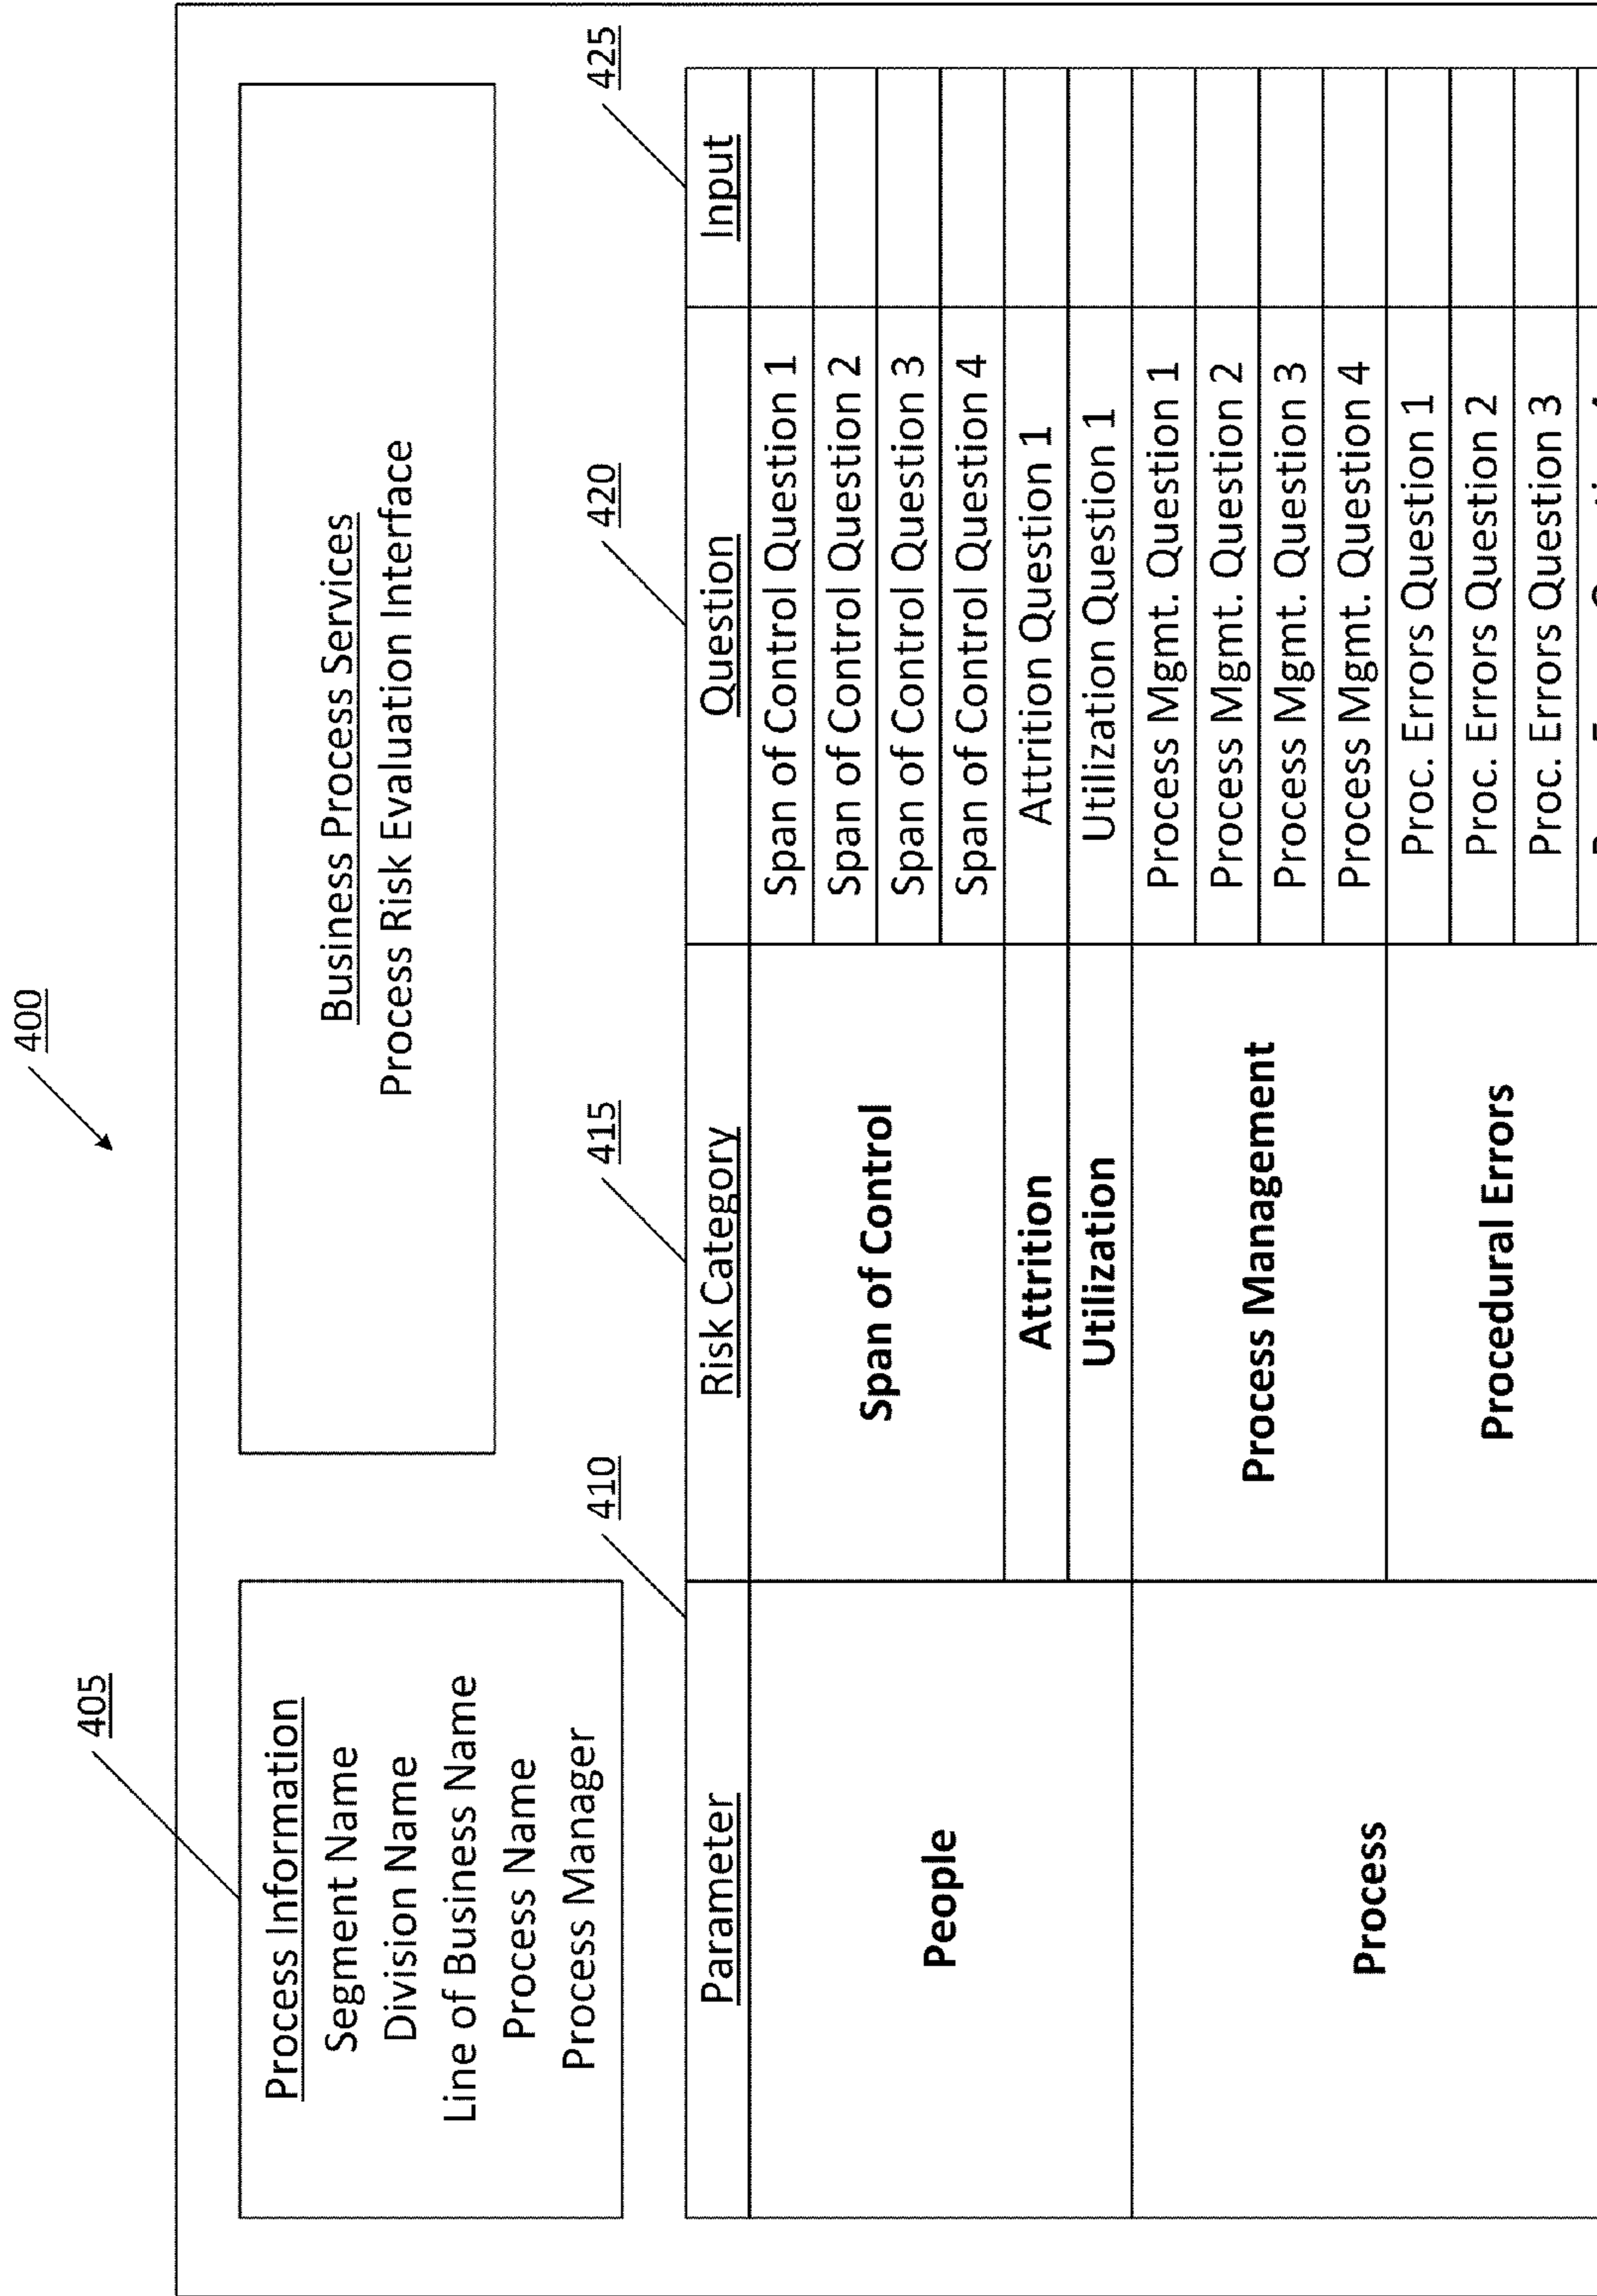 400
405
Process Information
Segment Name
Division Name
Line of Business Name
Process Name
Process Manager
Business Process Services
Process Risk Evaluation Interface
410
415
420
425
Parameter Risk Category Question Input
People Span of Control Span of Control Question 1
Span of Control Question 2
Span of Control Question 3
Span of Control Question 4
Attrition Attrition Question 1
Utilization Utilization Question 1
Process Process Management Process Mgmt. Question 1
Process Mgmt. Question 2
Process Mgmt. Question 3
Process Mgmt. Question 4
Procedural Errors Proc. Errors Question 1
Proc. Errors Question 2
Proc. Errors Question 3